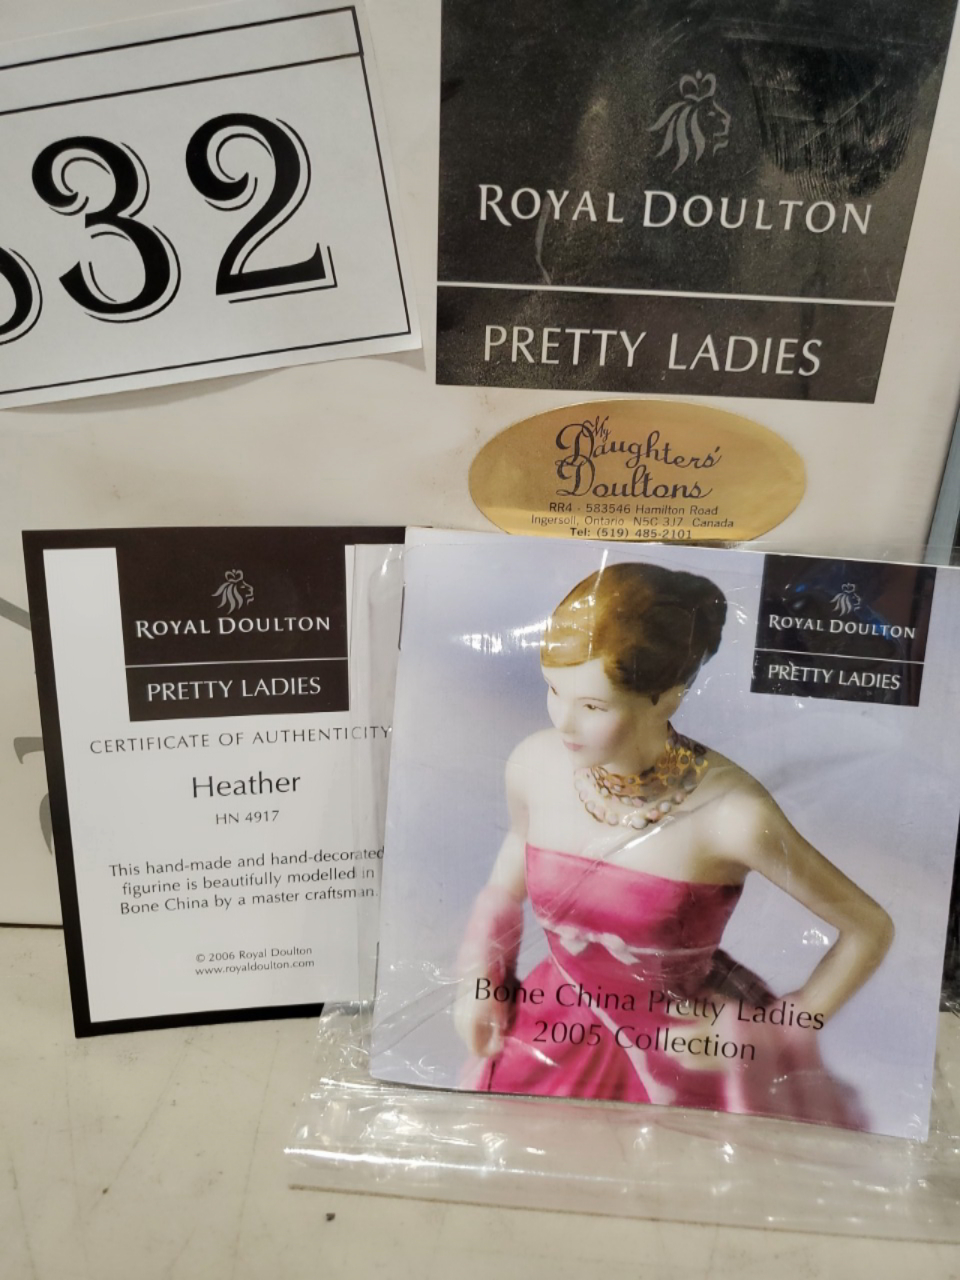 32
ROYAL DOULTON
PRETTY LADIES
My
Daughters'
Doultons
RR4 - 583546 Hamilton Road
Ingersoll, Ontario N5C 3J7 Canada
Tel: (519) 485-2101
ROYAL DOULTON
PRETTY LADIES
CERTIFICATE OF AUTHENTICITY
Heather
HN 4917
This hand-made and hand-decorated
figurine is beautifully modelled in
Bone China by a master craftsman.
© 2006 Royal Doulton
www.royaldoulton.com
ROYAL DOULTON
PRETTY LADIES
Bone China Pretty Ladies
2005 Collection